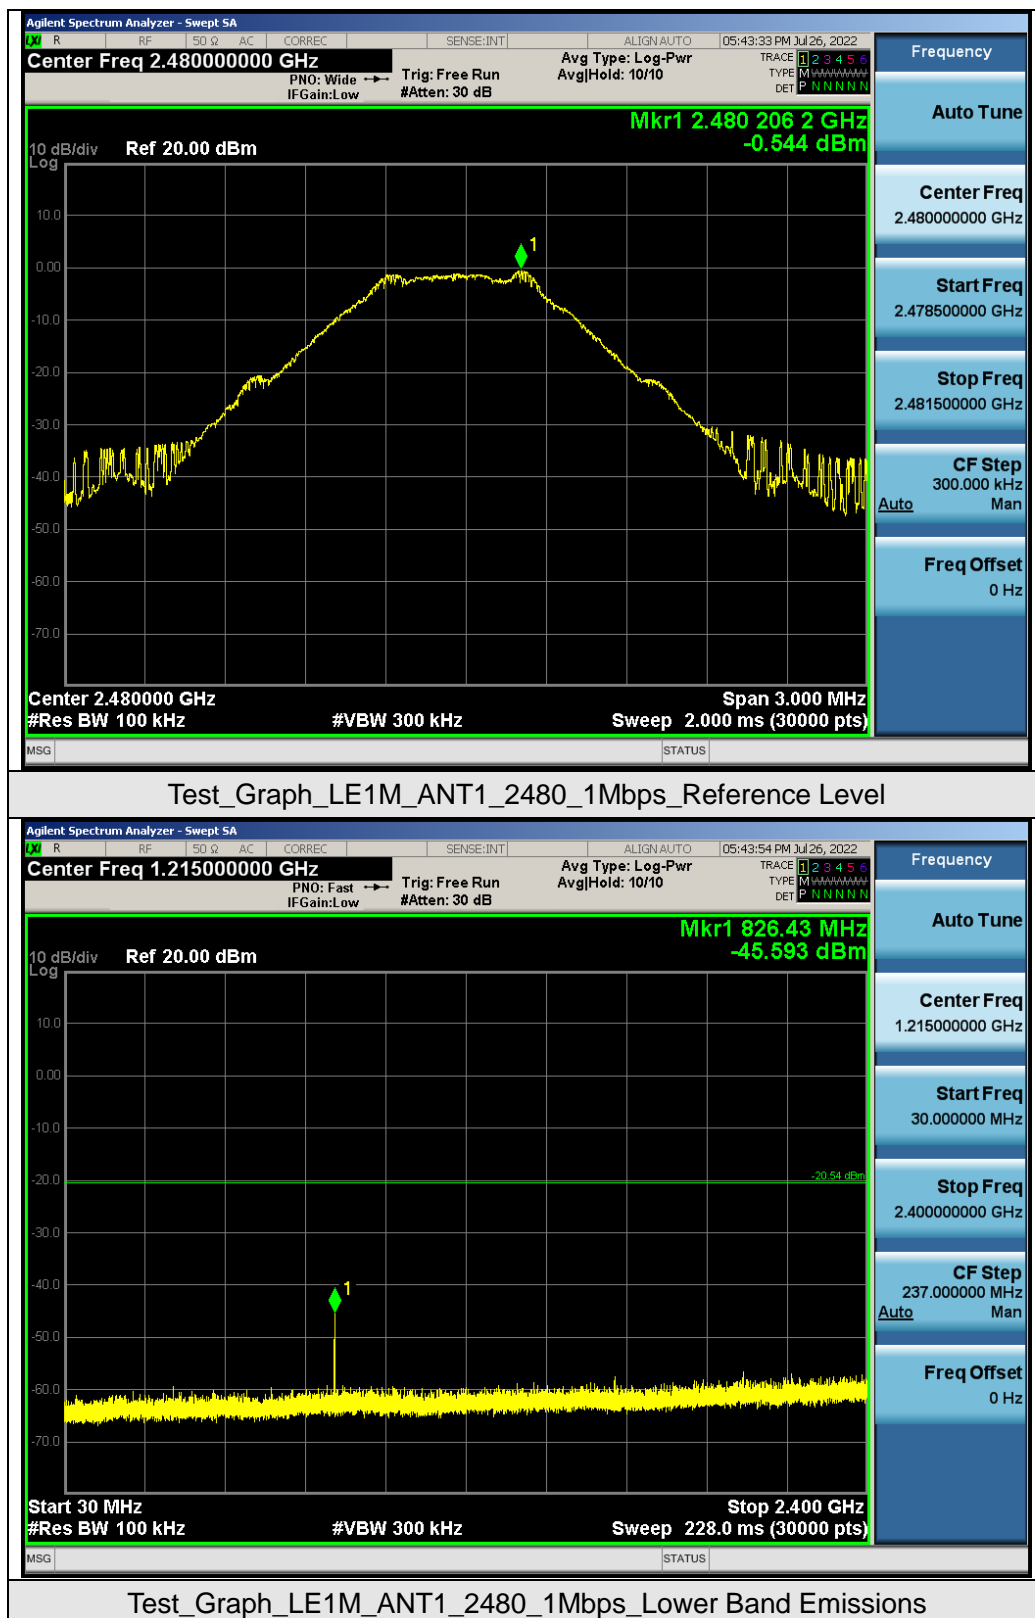 Agilent Spectrum Analyzer - Swept SA
LXI R RF 50 Ω AC CORREC SENSE:INT ALIGN AUTO 05:43:33 PM Jul 26, 2022
Center Freq 2.480000000 GHz
PNO: Wide
IFGain:Low
Trig: Free Run
#Atten: 30 dB
Avg Type: Log-Pwr
Avg|Hold: 10/10
TRACE 1 2 3 4 5 6
TYPE M
DET P N N N N N
Mkr1 2.480 206 2 GHz
-0.544 dBm
10 dB/div Ref 20.00 dBm
Log
10.0
0.00
-10.0
-20.0
-30.0
-40.0
-50.0
-60.0
-70.0
1
Center 2.480000 GHz Span 3.000 MHz
#Res BW 100 kHz #VBW 300 kHz Sweep 2.000 ms (30000 pts)
MSG STATUS
Frequency
Auto Tune
Center Freq
2.480000000 GHz
Start Freq
2.478500000 GHz
Stop Freq
2.481500000 GHz
CF Step
300.000 kHz
Auto Man
Freq Offset
0 Hz
Test_Graph_LE1M_ANT1_2480_1Mbps_Reference Level
Agilent Spectrum Analyzer - Swept SA
LXI R RF 50 Ω AC CORREC SENSE:INT ALIGN AUTO 05:43:54 PM Jul 26, 2022
Center Freq 1.215000000 GHz
PNO: Fast
IFGain:Low
Trig: Free Run
#Atten: 30 dB
Avg Type: Log-Pwr
Avg|Hold: 10/10
TRACE 1 2 3 4 5 6
TYPE M
DET P N N N N N
Mkr1 826.43 MHz
-45.593 dBm
10 dB/div Ref 20.00 dBm
Log
10.0
0.00
-10.0
-20.0
-30.0
-40.0
-50.0
-60.0
-70.0
-20.54 dBm
1
Start 30 MHz Stop 2.400 GHz
#Res BW 100 kHz #VBW 300 kHz Sweep 228.0 ms (30000 pts)
MSG STATUS
Frequency
Auto Tune
Center Freq
1.215000000 GHz
Start Freq
30.000000 MHz
Stop Freq
2.400000000 GHz
CF Step
237.000000 MHz
Auto Man
Freq Offset
0 Hz
Test_Graph_LE1M_ANT1_2480_1Mbps_Lower Band Emissions